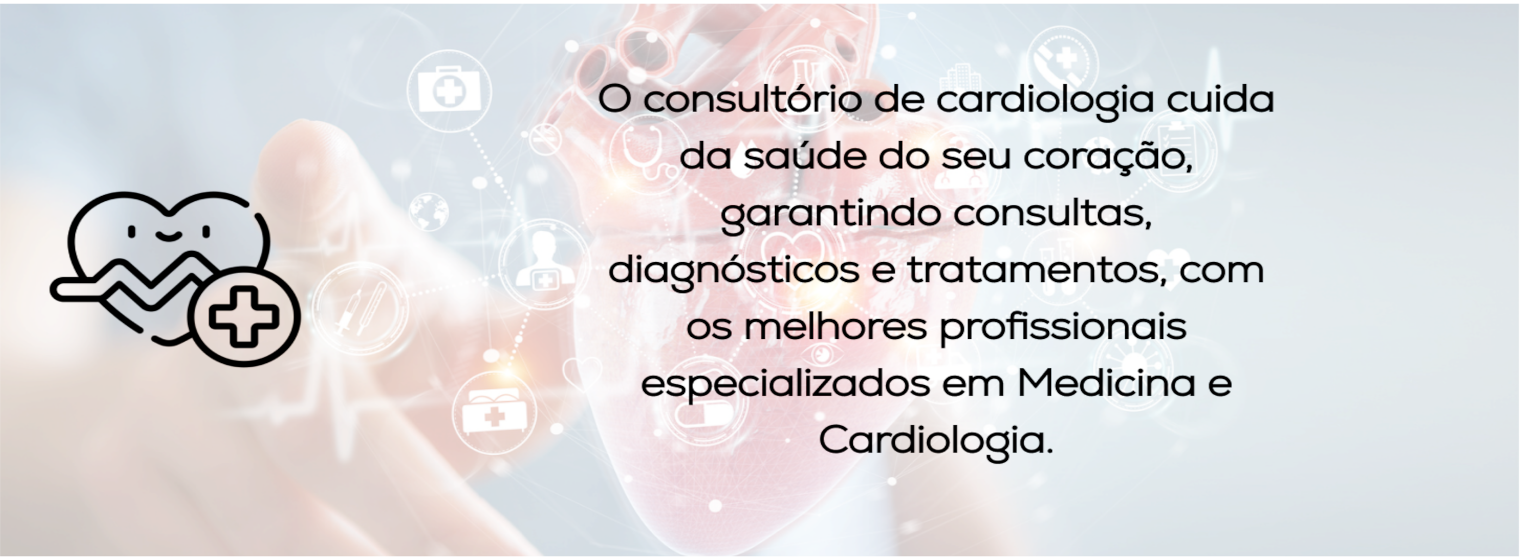 O consultório de cardiologia cuida
da saúde do seu coração,
garantindo consultas,
diagnósticos e tratamentos, com
os melhores profissionais
especializados em Medicina e
Cardiologia.